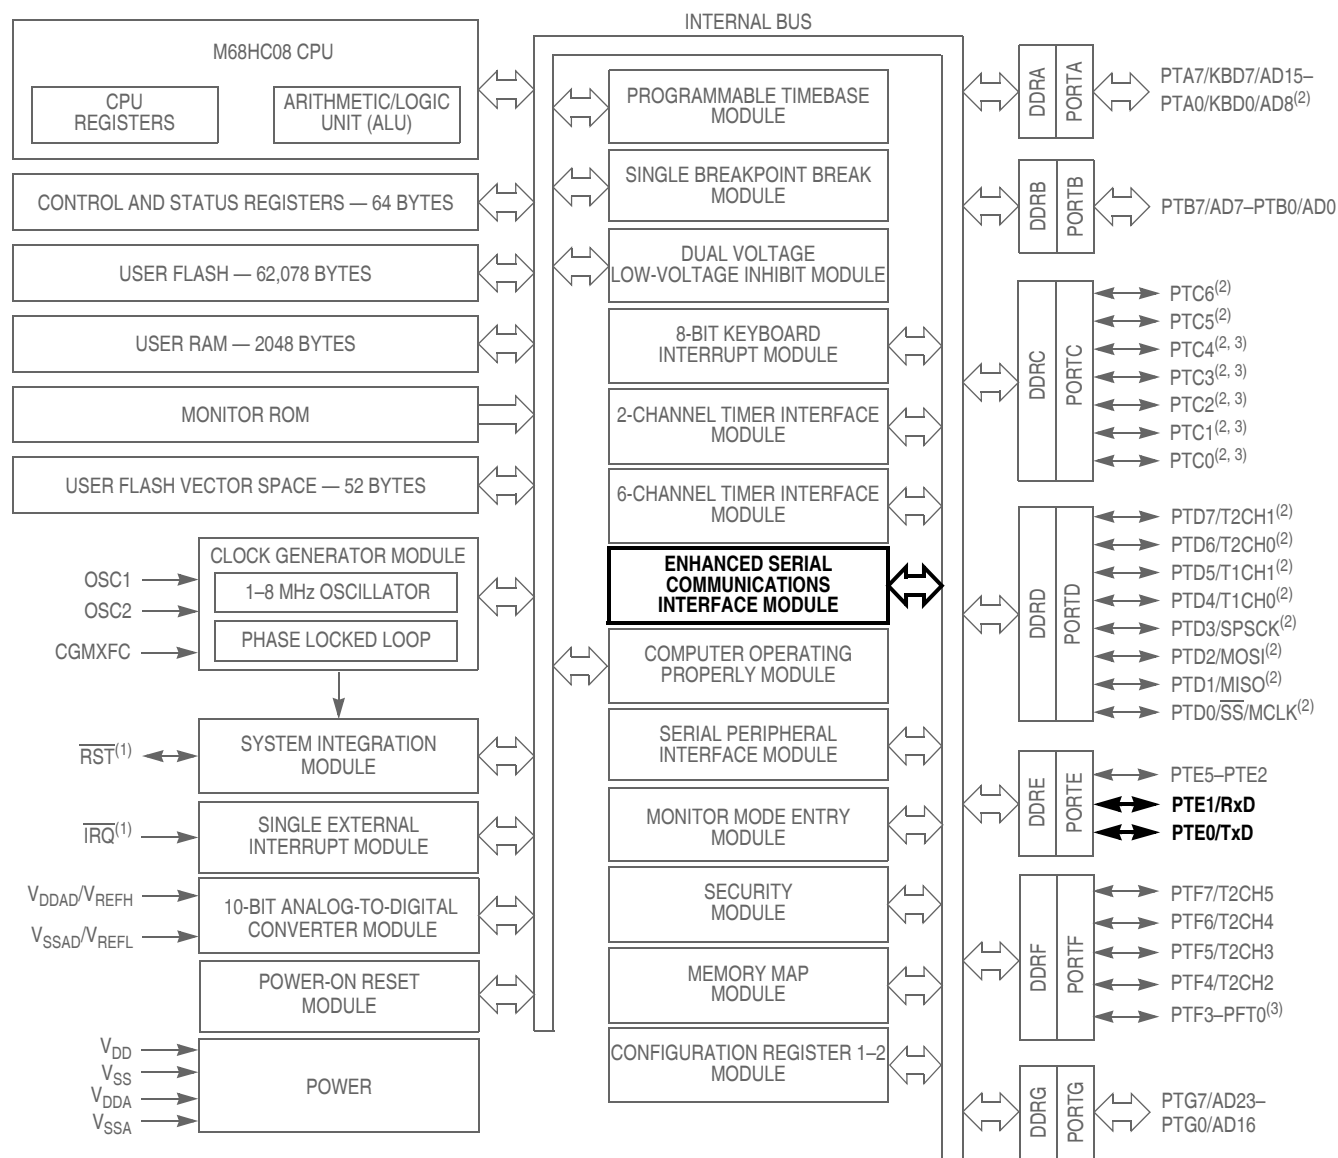 INTERNAL BUS
M68HC08 CPU
CPU
REGISTERS
ARITHMETIC/LOGIC
UNIT (ALU)
CONTROL AND STATUS REGISTERS — 64 BYTES
USER FLASH — 62,078 BYTES
USER RAM — 2048 BYTES
MONITOR ROM
USER FLASH VECTOR SPACE — 52 BYTES
CLOCK GENERATOR MODULE
1–8 MHz OSCILLATOR
PHASE LOCKED LOOP
OSC1
OSC2
CGMXFC
SYSTEM INTEGRATION
MODULE
RST(1)
SINGLE EXTERNAL
INTERRUPT MODULE
IRQ(1)
10-BIT ANALOG-TO-DIGITAL
CONVERTER MODULE
VDDAD/VREFH
VSSAD/VREFL
POWER-ON RESET
MODULE
POWER
VDD
VSS
VDDA
VSSA
PROGRAMMABLE TIMEBASE
MODULE
SINGLE BREAKPOINT BREAK
MODULE
DUAL VOLTAGE
LOW-VOLTAGE INHIBIT MODULE
8-BIT KEYBOARD
INTERRUPT MODULE
2-CHANNEL TIMER INTERFACE
MODULE
6-CHANNEL TIMER INTERFACE
MODULE
ENHANCED SERIAL
COMMUNICATIONS
INTERFACE MODULE
COMPUTER OPERATING
PROPERLY MODULE
SERIAL PERIPHERAL
INTERFACE MODULE
MONITOR MODE ENTRY
MODULE
SECURITY
MODULE
MEMORY MAP
MODULE
CONFIGURATION REGISTER 1–2
MODULE
DDRA
PORTA
PTA7/KBD7/AD15–
PTA0/KBD0/AD8(2)
DDRB
PORTB
PTB7/AD7–PTB0/AD0
DDRC
PORTC
PTC6(2)
PTC5(2)
PTC4(2, 3)
PTC3(2, 3)
PTC2(2, 3)
PTC1(2, 3)
PTC0(2, 3)
DDRD
PORTD
PTD7/T2CH1(2)
PTD6/T2CH0(2)
PTD5/T1CH1(2)
PTD4/T1CH0(2)
PTD3/SPSCK(2)
PTD2/MOSI(2)
PTD1/MISO(2)
PTD0/SS/MCLK(2)
DDRE
PORTE
PTE5–PTE2
PTE1/RxD
PTE0/TxD
DDRF
PORTF
PTF7/T2CH5
PTF6/T2CH4
PTF5/T2CH3
PTF4/T2CH2
PTF3–PFT0(3)
DDRG
PORTG
PTG7/AD23–
PTG0/AD16